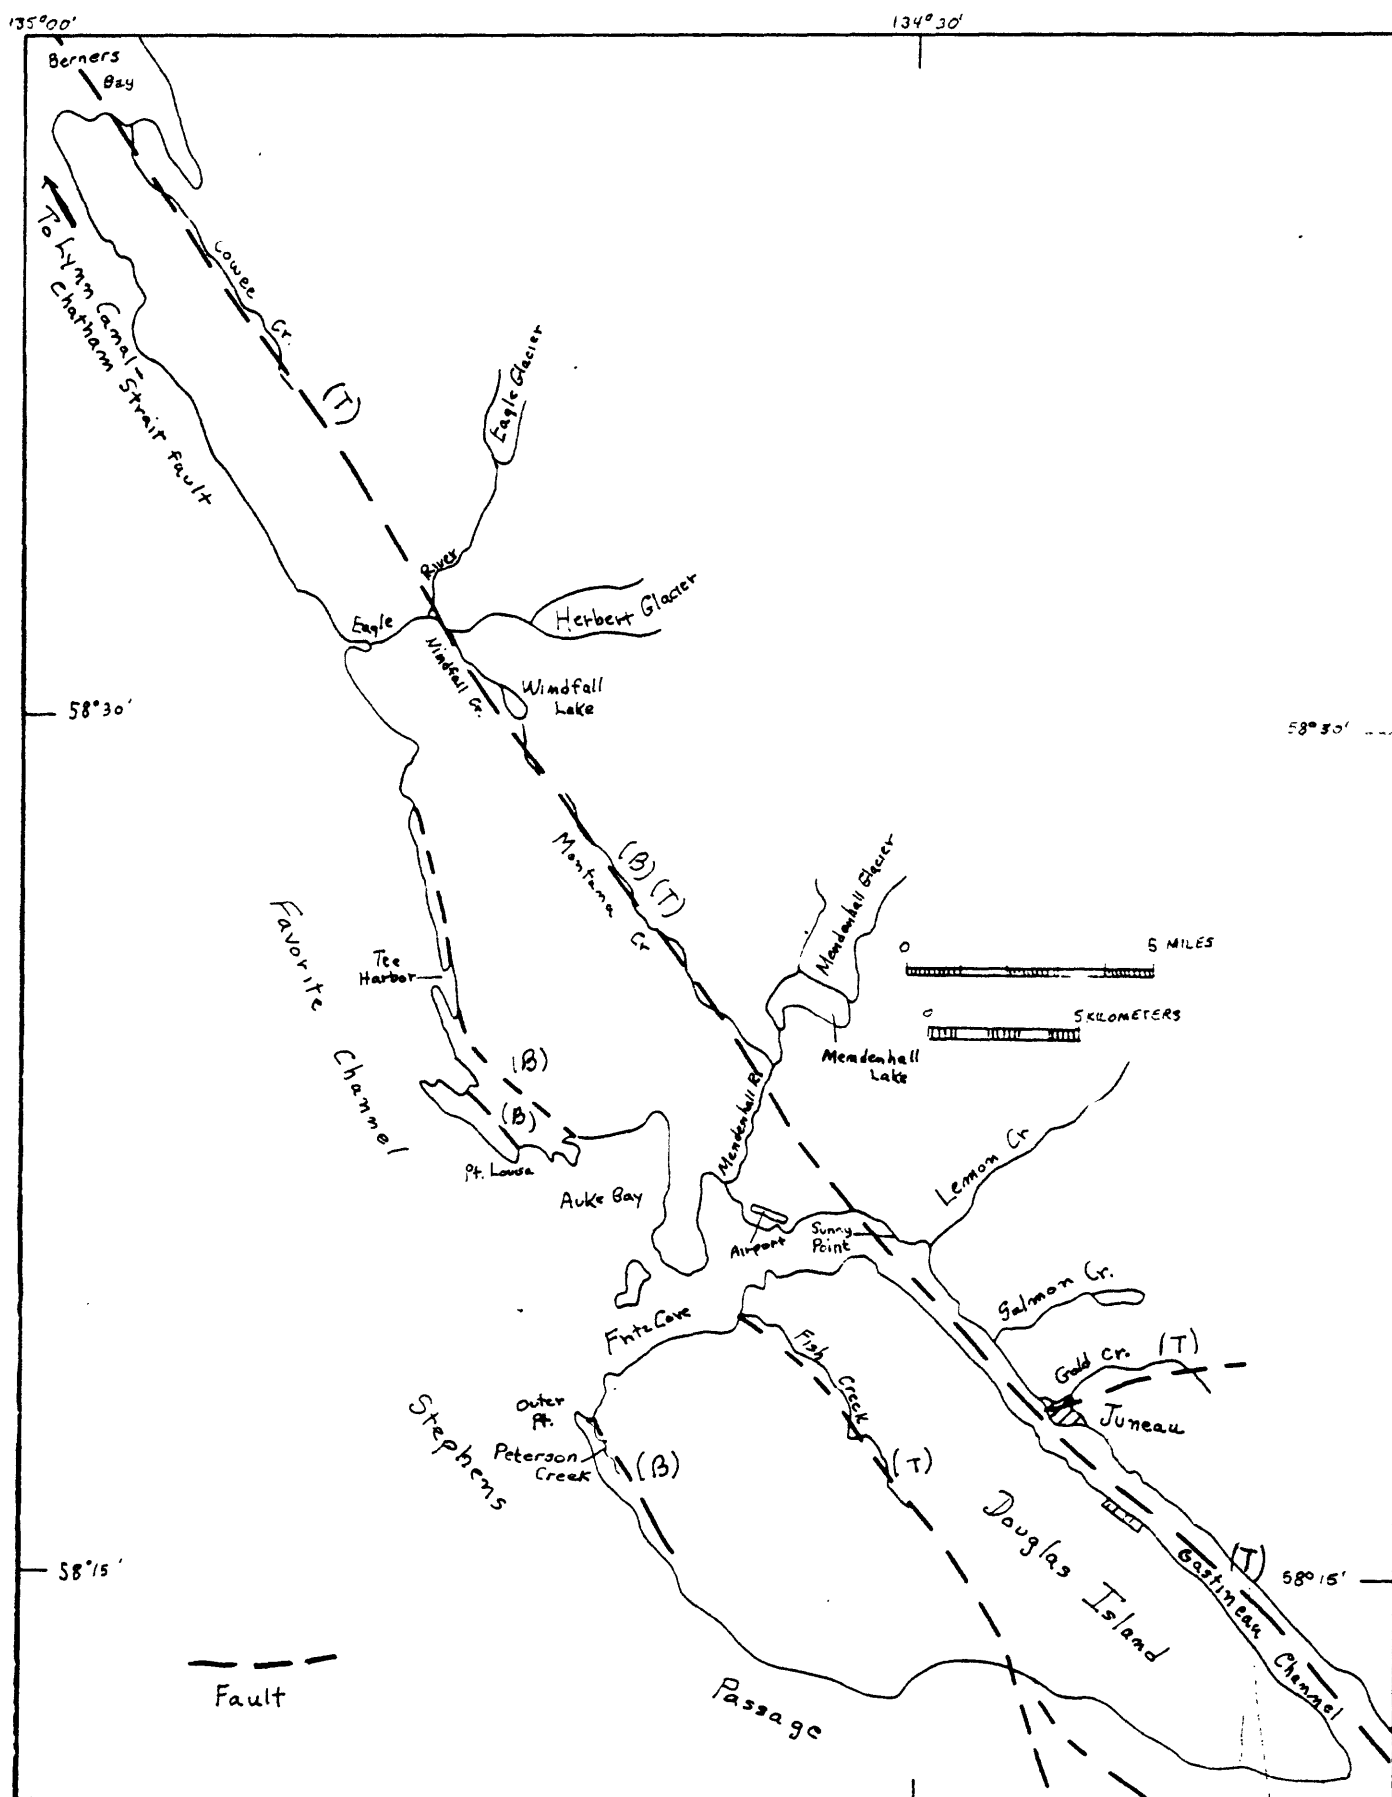 135°00'
134°30'
Berners
Bay
To Lynn Canal-
Chatham Strait fault
Cowee
Cr.
(T)
Eagle Glacier
River
Eagle
Herbert Glacier
Windfall Cr.
Windfall
Lake
58°30'
58°30'
Montana
Cr
(B) (T)
Mendenhall Glacier
0
5 MILES
0
5 KILOMETERS
Mendenhall
Lake
Favorite
Channel
Tee
Harbor
(B)
(B)
Pt. Louisa
Mendenhall Rv
Lemon Cr
Auke Bay
Airport
Sunny
Point
Salmon Cr.
Fritz Cove
Gold Cr.
(T)
Juneau
Fish
Creek
Outer
Pt.
Peterson
Creek
(B)
(T)
Stephens
Passage
Douglas
Island
(T)
Gastineau
Channel
58°15'
58°15'
Fault